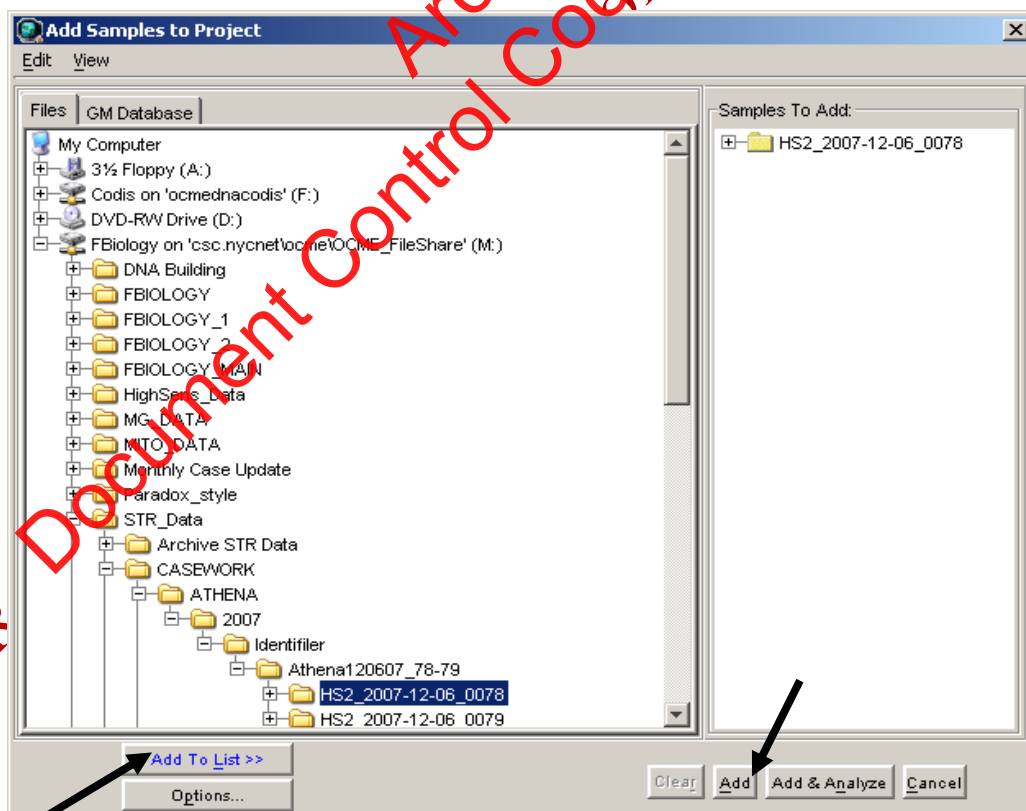 Add Samples to Project
Edit View
Files GM Database
My Computer
3½ Floppy (A:)
Codis on 'ocmednacodis' (F:)
DVD-RW Drive (D:)
FBiology on 'csc.nycnet\ocme\OCME_FileShare' (M:)
DNA Building
FBIOLOGY
FBIOLOGY_1
FBIOLOGY_2
FBIOLOGY_MAIN
HighSens_Data
MG_DATA
MITO_DATA
Monthly Case Update
Paradox_style
STR_Data
Archive STR Data
CASEWORK
ATHENA
2007
Identifiler
Athena120607_78-79
HS2_2007-12-06_0078
HS2_2007-12-06_0079
Samples To Add:
HS2_2007-12-06_0078
Add To List >>
Options...
Clear Add Add & Analyze Cancel
Document Control